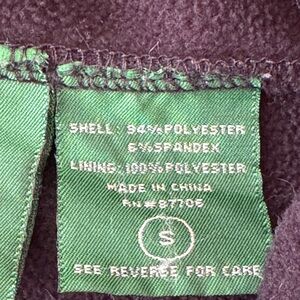 SHELL: 94% POLYESTER
6% SPANDEX
LINING: 100% POLYESTER
MADE IN CHINA
RN# 87706
S
SEE REVERSE FOR CARE